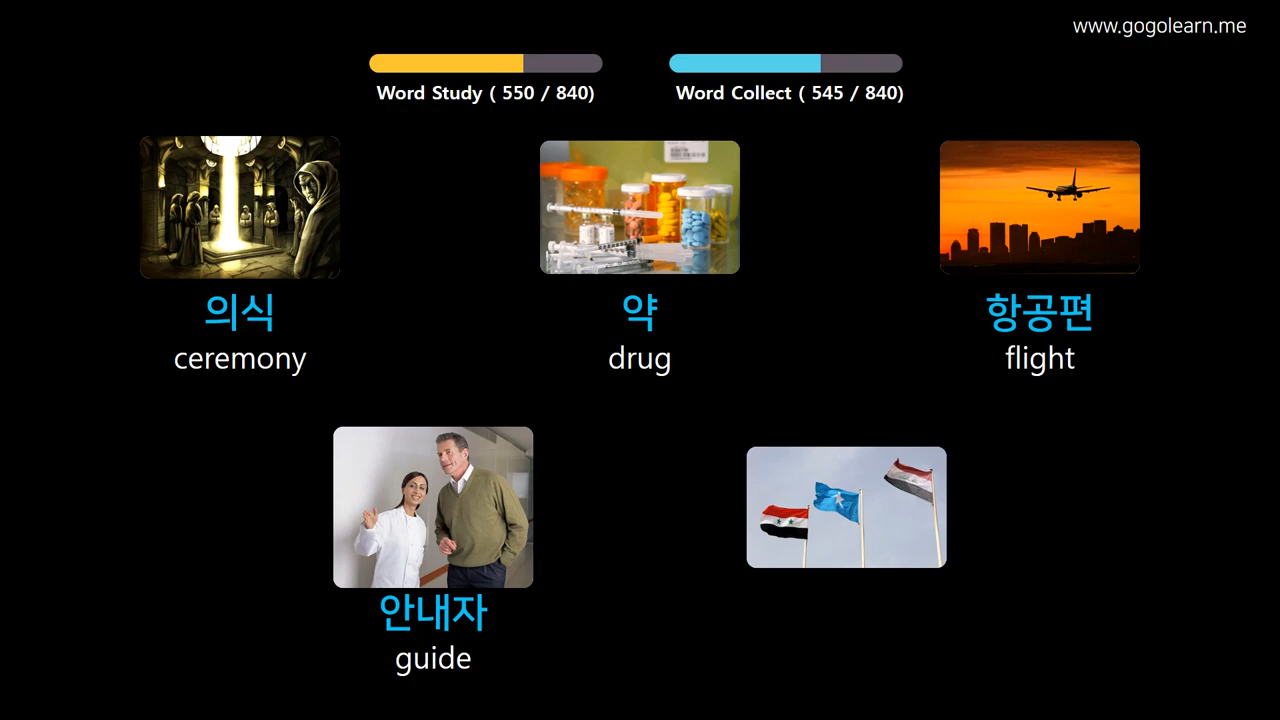 www.gogolearn.me
Word Study ( 550 / 840)
Word Collect ( 545 / 840)
의식
ceremony
약
drug
항공편
flight
안내자
guide